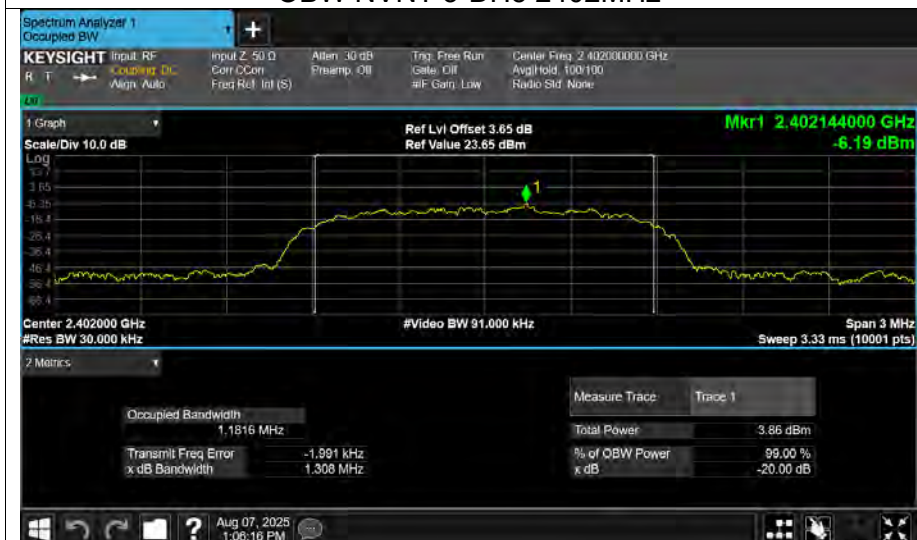 OBW NVNT 3-DH5 2402MHz
Spectrum Analyzer 1
Occupied BW
KEYSIGHT Input: RF Input Z: 50 Ω Atten: 30 dB Trig: Free Run Center Freq: 2.402000000 GHz
R T Coupling: DC Corr CCorr Preamp: Off Gate: Off Avg|Hold: 100/100
Align: Auto Freq Ref: Int (S) #IF Gain: Low Radio Std: None
1 Graph
Scale/Div 10.0 dB
Ref Lvl Offset 3.65 dB
Ref Value 23.65 dBm
Mkr1 2.402144000 GHz
-6.19 dBm
Log
13.7
3.65
-6.35
-16.4
-26.4
-36.4
-46.4
-56.4
-66.4
1
Center 2.402000 GHz #Video BW 91.000 kHz Span 3 MHz
#Res BW 30.000 kHz Sweep 3.33 ms (10001 pts)
2 Metrics
Measure Trace Trace 1
Occupied Bandwidth
1.1816 MHz Total Power 3.86 dBm
Transmit Freq Error -1.991 kHz % of OBW Power 99.00 %
x dB Bandwidth 1.308 MHz x dB -20.00 dB
Aug 07, 2025
1:06:16 PM